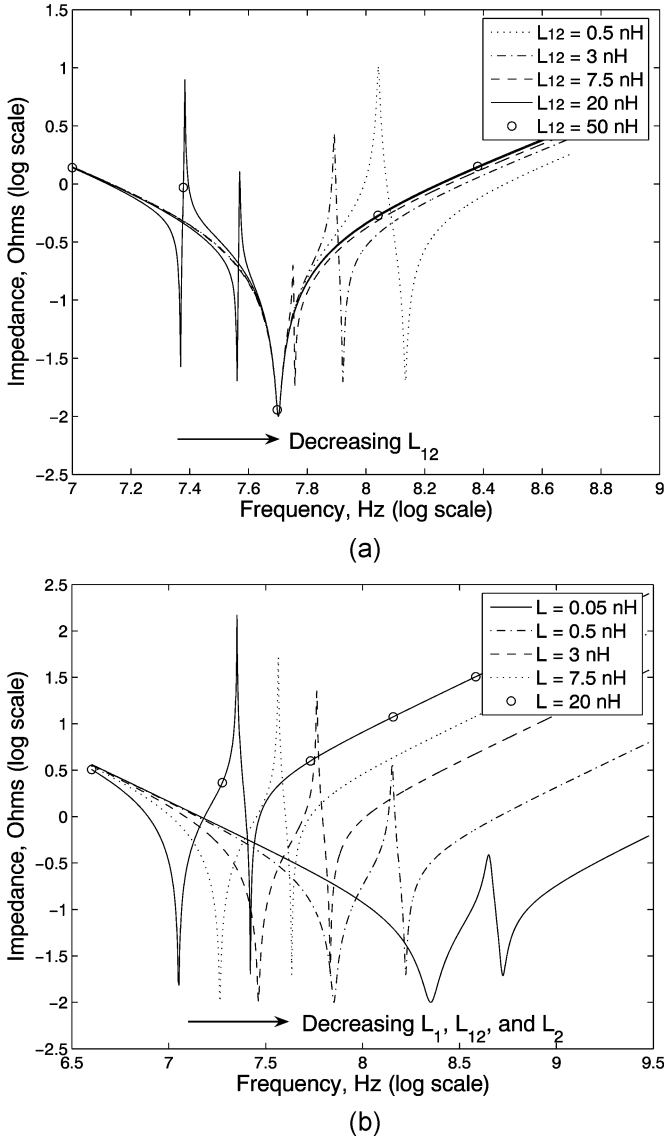 1.5
1
0.5
0
−0.5
−1
−1.5
−2
−2.5
Impedance, Ohms (log scale)
L12 = 0.5 nH
L12 = 3 nH
L12 = 7.5 nH
L12 = 20 nH
L12 = 50 nH
Decreasing L12
7 7.2 7.4 7.6 7.8 8 8.2 8.4 8.6 8.8 9
Frequency, Hz (log scale)
(a)
2.5
2
1.5
1
0.5
0
−0.5
−1
−1.5
−2
−2.5
Impedance, Ohms (log scale)
L = 0.05 nH
L = 0.5 nH
L = 3 nH
L = 7.5 nH
L = 20 nH
Decreasing L1, L12, and L2
6.5 7 7.5 8 8.5 9 9.5
Frequency, Hz (log scale)
(b)